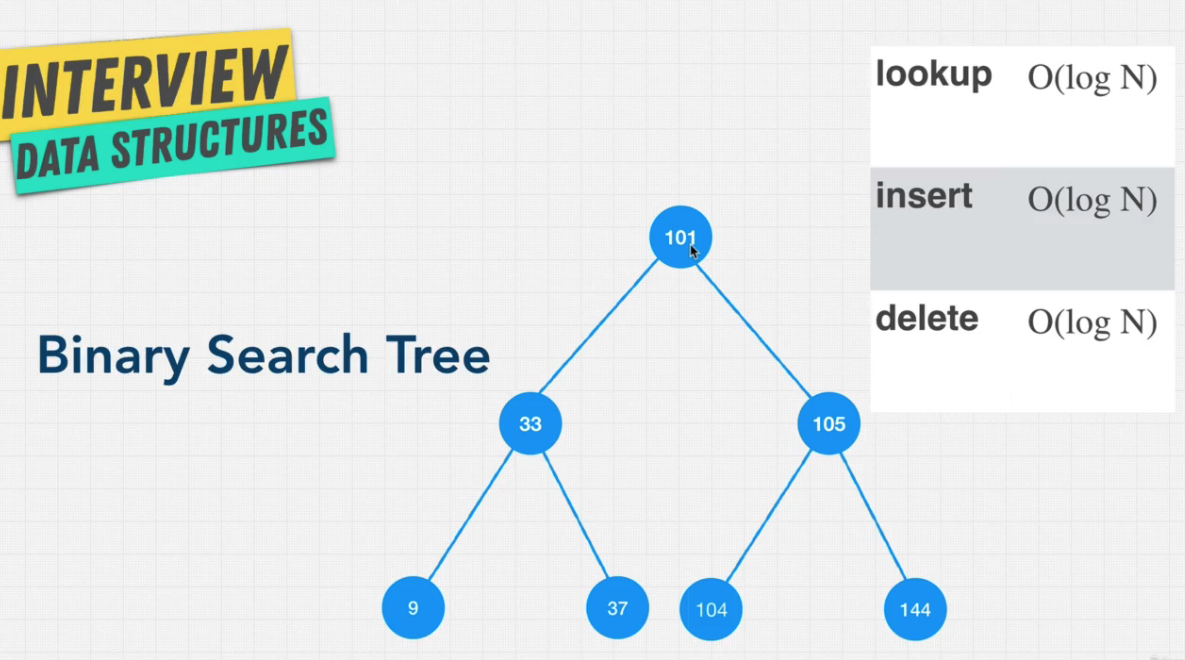 INTERVIEW
DATA STRUCTURES
lookup O(log N)
insert O(log N)
delete O(log N)
Binary Search Tree
101
33 105
9 37 104 144